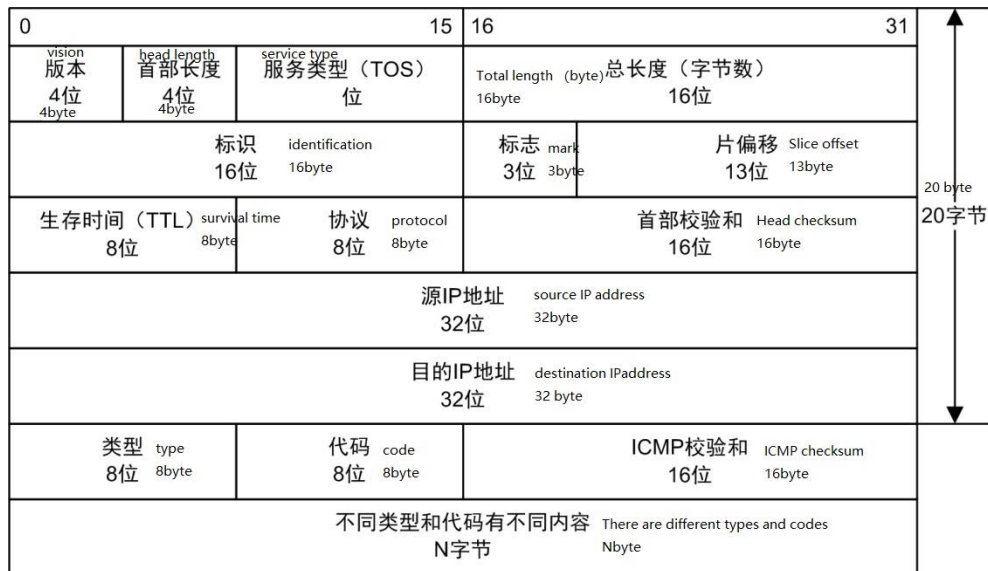 0 15 16 31
vision head length service type
版本 首部长度 服务类型（TOS） Total length （byte） 总长度（字节数）
4位 4位 位 16byte 16位
4byte 4byte
标识 identification 标志 mark 片偏移 Slice offset
16位 16byte 3位 3byte 13位 13byte
20 byte
20字节
生存时间（TTL） survival time 协议 protocol 首部校验和 Head checksum
8位 8byte 8位 8byte 16位 16byte
源IP地址 source IP address
32位 32byte
目的IP地址 destination IPaddress
32位 32 byte
类型 type 代码 code ICMP校验和 ICMP checksum
8位 8byte 8位 8byte 16位 16byte
不同类型和代码有不同内容 There are different types and codes
N字节 Nbyte